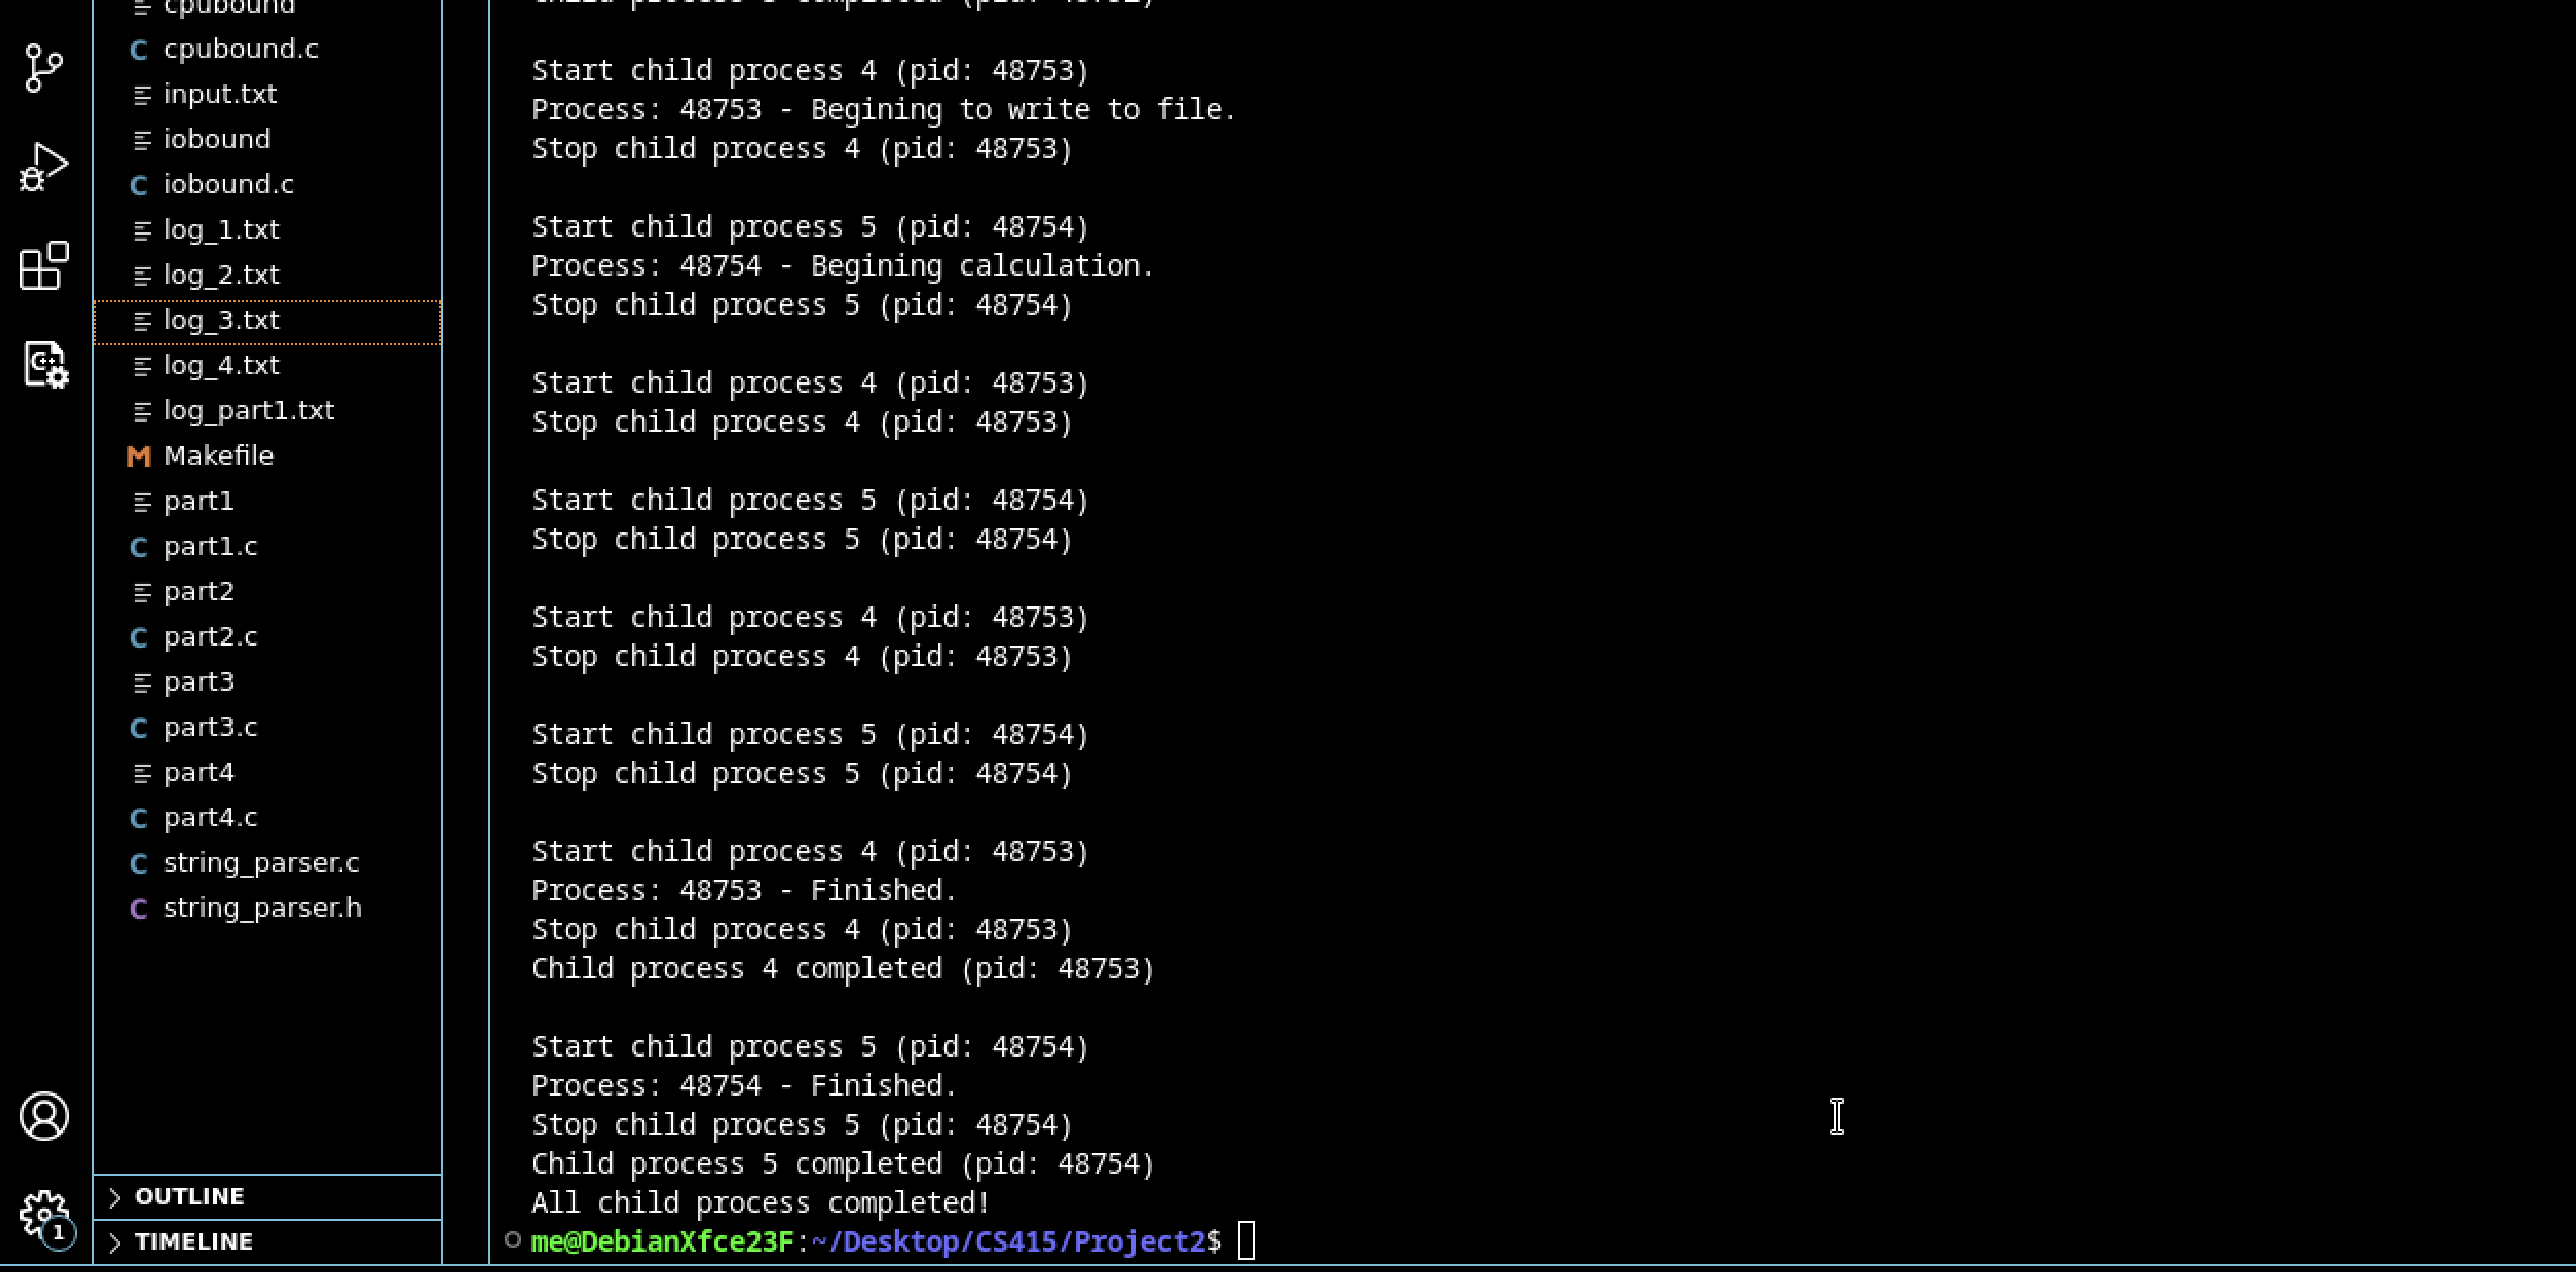 cpubound
cpubound.c
input.txt
iobound
iobound.c
log_1.txt
log_2.txt
log_3.txt
log_4.txt
log_part1.txt
Makefile
part1
part1.c
part2
part2.c
part3
part3.c
part4
part4.c
string_parser.c
string_parser.h
OUTLINE
TIMELINE
1
completed (pid:
Start child process 4 (pid: 48753)
Process: 48753 - Begining to write to file.
Stop child process 4 (pid: 48753)
Start child process 5 (pid: 48754)
Process: 48754 - Begining calculation.
Stop child process 5 (pid: 48754)
Start child process 4 (pid: 48753)
Stop child process 4 (pid: 48753)
Start child process 5 (pid: 48754)
Stop child process 5 (pid: 48754)
Start child process 4 (pid: 48753)
Stop child process 4 (pid: 48753)
Start child process 5 (pid: 48754)
Stop child process 5 (pid: 48754)
Start child process 4 (pid: 48753)
Process: 48753 - Finished.
Stop child process 4 (pid: 48753)
Child process 4 completed (pid: 48753)
Start child process 5 (pid: 48754)
Process: 48754 - Finished.
Stop child process 5 (pid: 48754)
Child process 5 completed (pid: 48754)
All child process completed!
me@DebianXfce23F:~/Desktop/CS415/Project2$